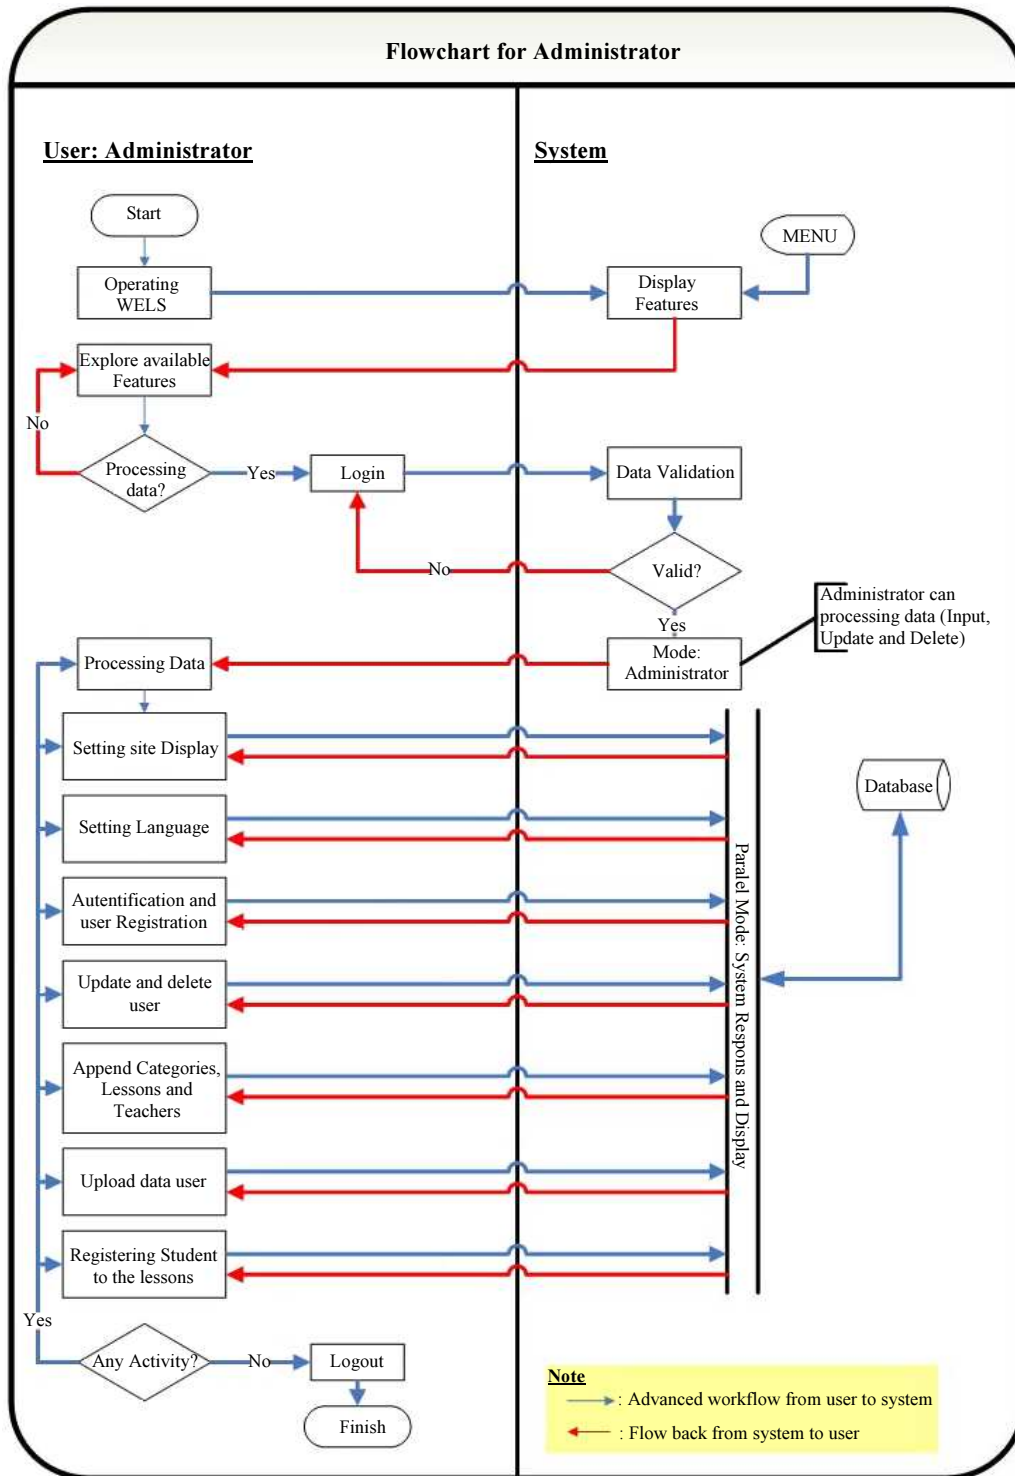 Flowchart for Administrator
User: Administrator
System
Start
MENU
Operating
WELS
Display
Features
Explore available
Features
No
Processing
data?
Yes
Login
Data Validation
No
Valid?
Yes
Administrator can
processing data (Input,
Update and Delete)
Processing Data
Mode:
Administrator
Setting site Display
Database
Setting Language
Paralel Mode: System Respons and Display
Autentification and
user Registration
Update and delete
user
Append Categories,
Lessons and
Teachers
Upload data user
Registering Student
to the lessons
Yes
Any Activity?
No
Logout
Finish
Note
: Advanced workflow from user to system
: Flow back from system to user